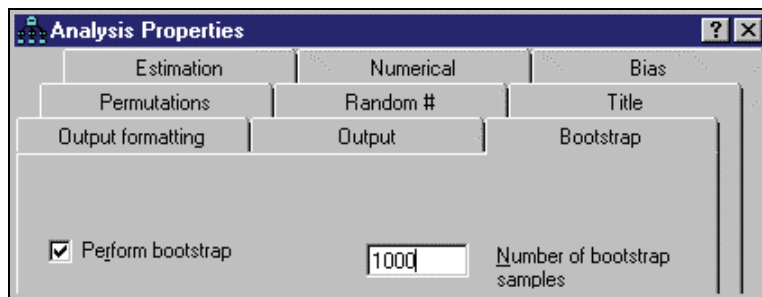 Analysis Properties
Estimation Numerical Bias
Permutations Random # Title
Output formatting Output Bootstrap
Perform bootstrap 1000 Number of bootstrap
samples